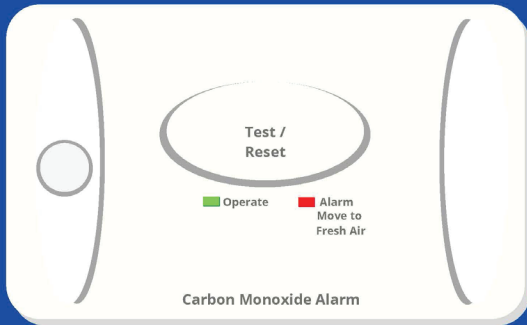 Test /
Reset
Operate
Alarm
Move to
Fresh Air
Carbon Monoxide Alarm